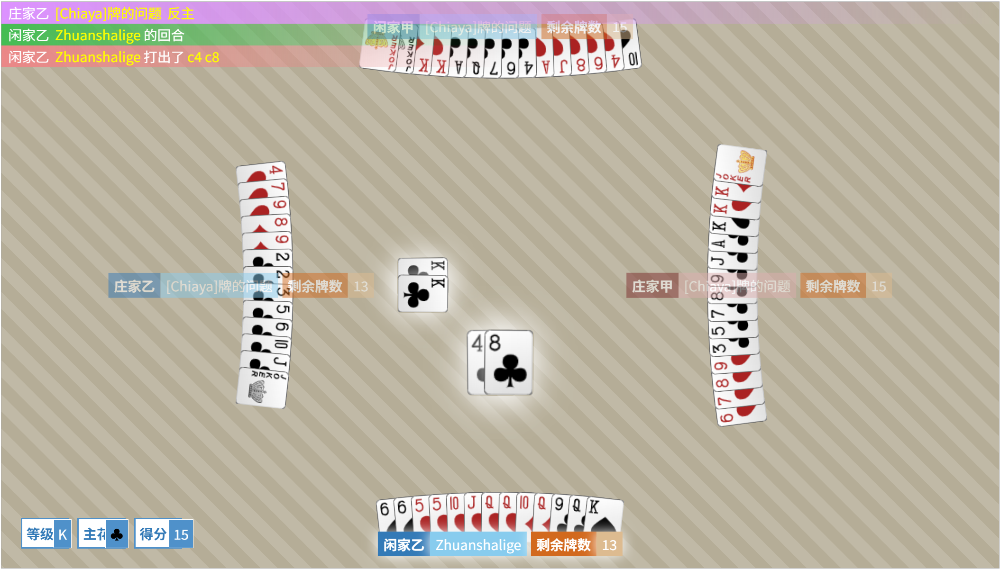 庄家乙 [Chiaya]牌的问题 反主
闲家乙 Zhuanshalige 的回合
闲家乙 Zhuanshalige 打出了 c4 c8
闲家甲 [Chiaya]牌的问题 剩余牌数 15
JOKER JOKER K K A Q 7 6 4 A J 8 6 4 10
4 7 9 8 9 2 2 3 5 6 10 J JOKER
庄家乙 [Chiaya]牌的问题 剩余牌数 13
K K
4 8
JOKER K K K A J 9 8 7 5 3 9 8 7 6
庄家甲 [Chiaya]牌的问题 剩余牌数 15
6 6 5 5 10 J Q Q 10 Q 9 Q K
闲家乙 Zhuanshalige 剩余牌数 13
等级 K 主花 得分 15